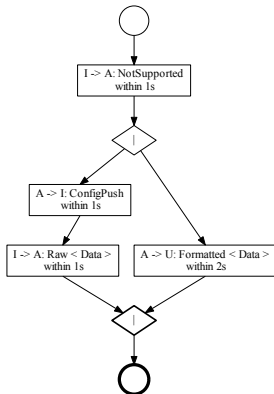 I -> A: NotSupported
within 1s
|
A -> I: ConfigPush
within 1s
I -> A: Raw < Data >
within 1s
A -> U: Formatted < Data >
within 2s
|